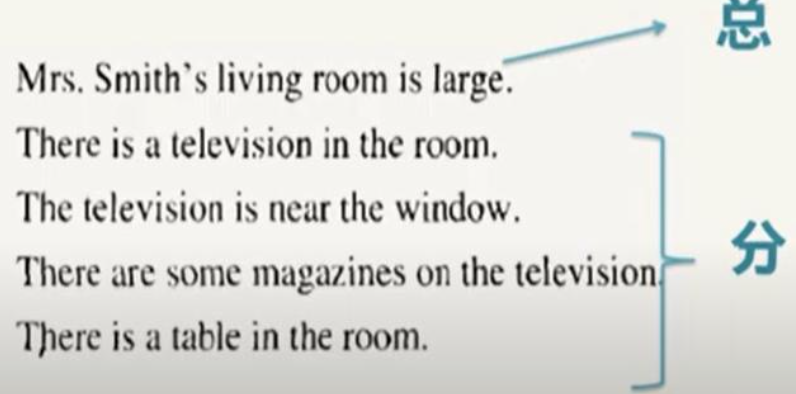 总
Mrs. Smith's living room is large.
There is a television in the room.
The television is near the window.
There are some magazines on the television.
There is a table in the room.
分